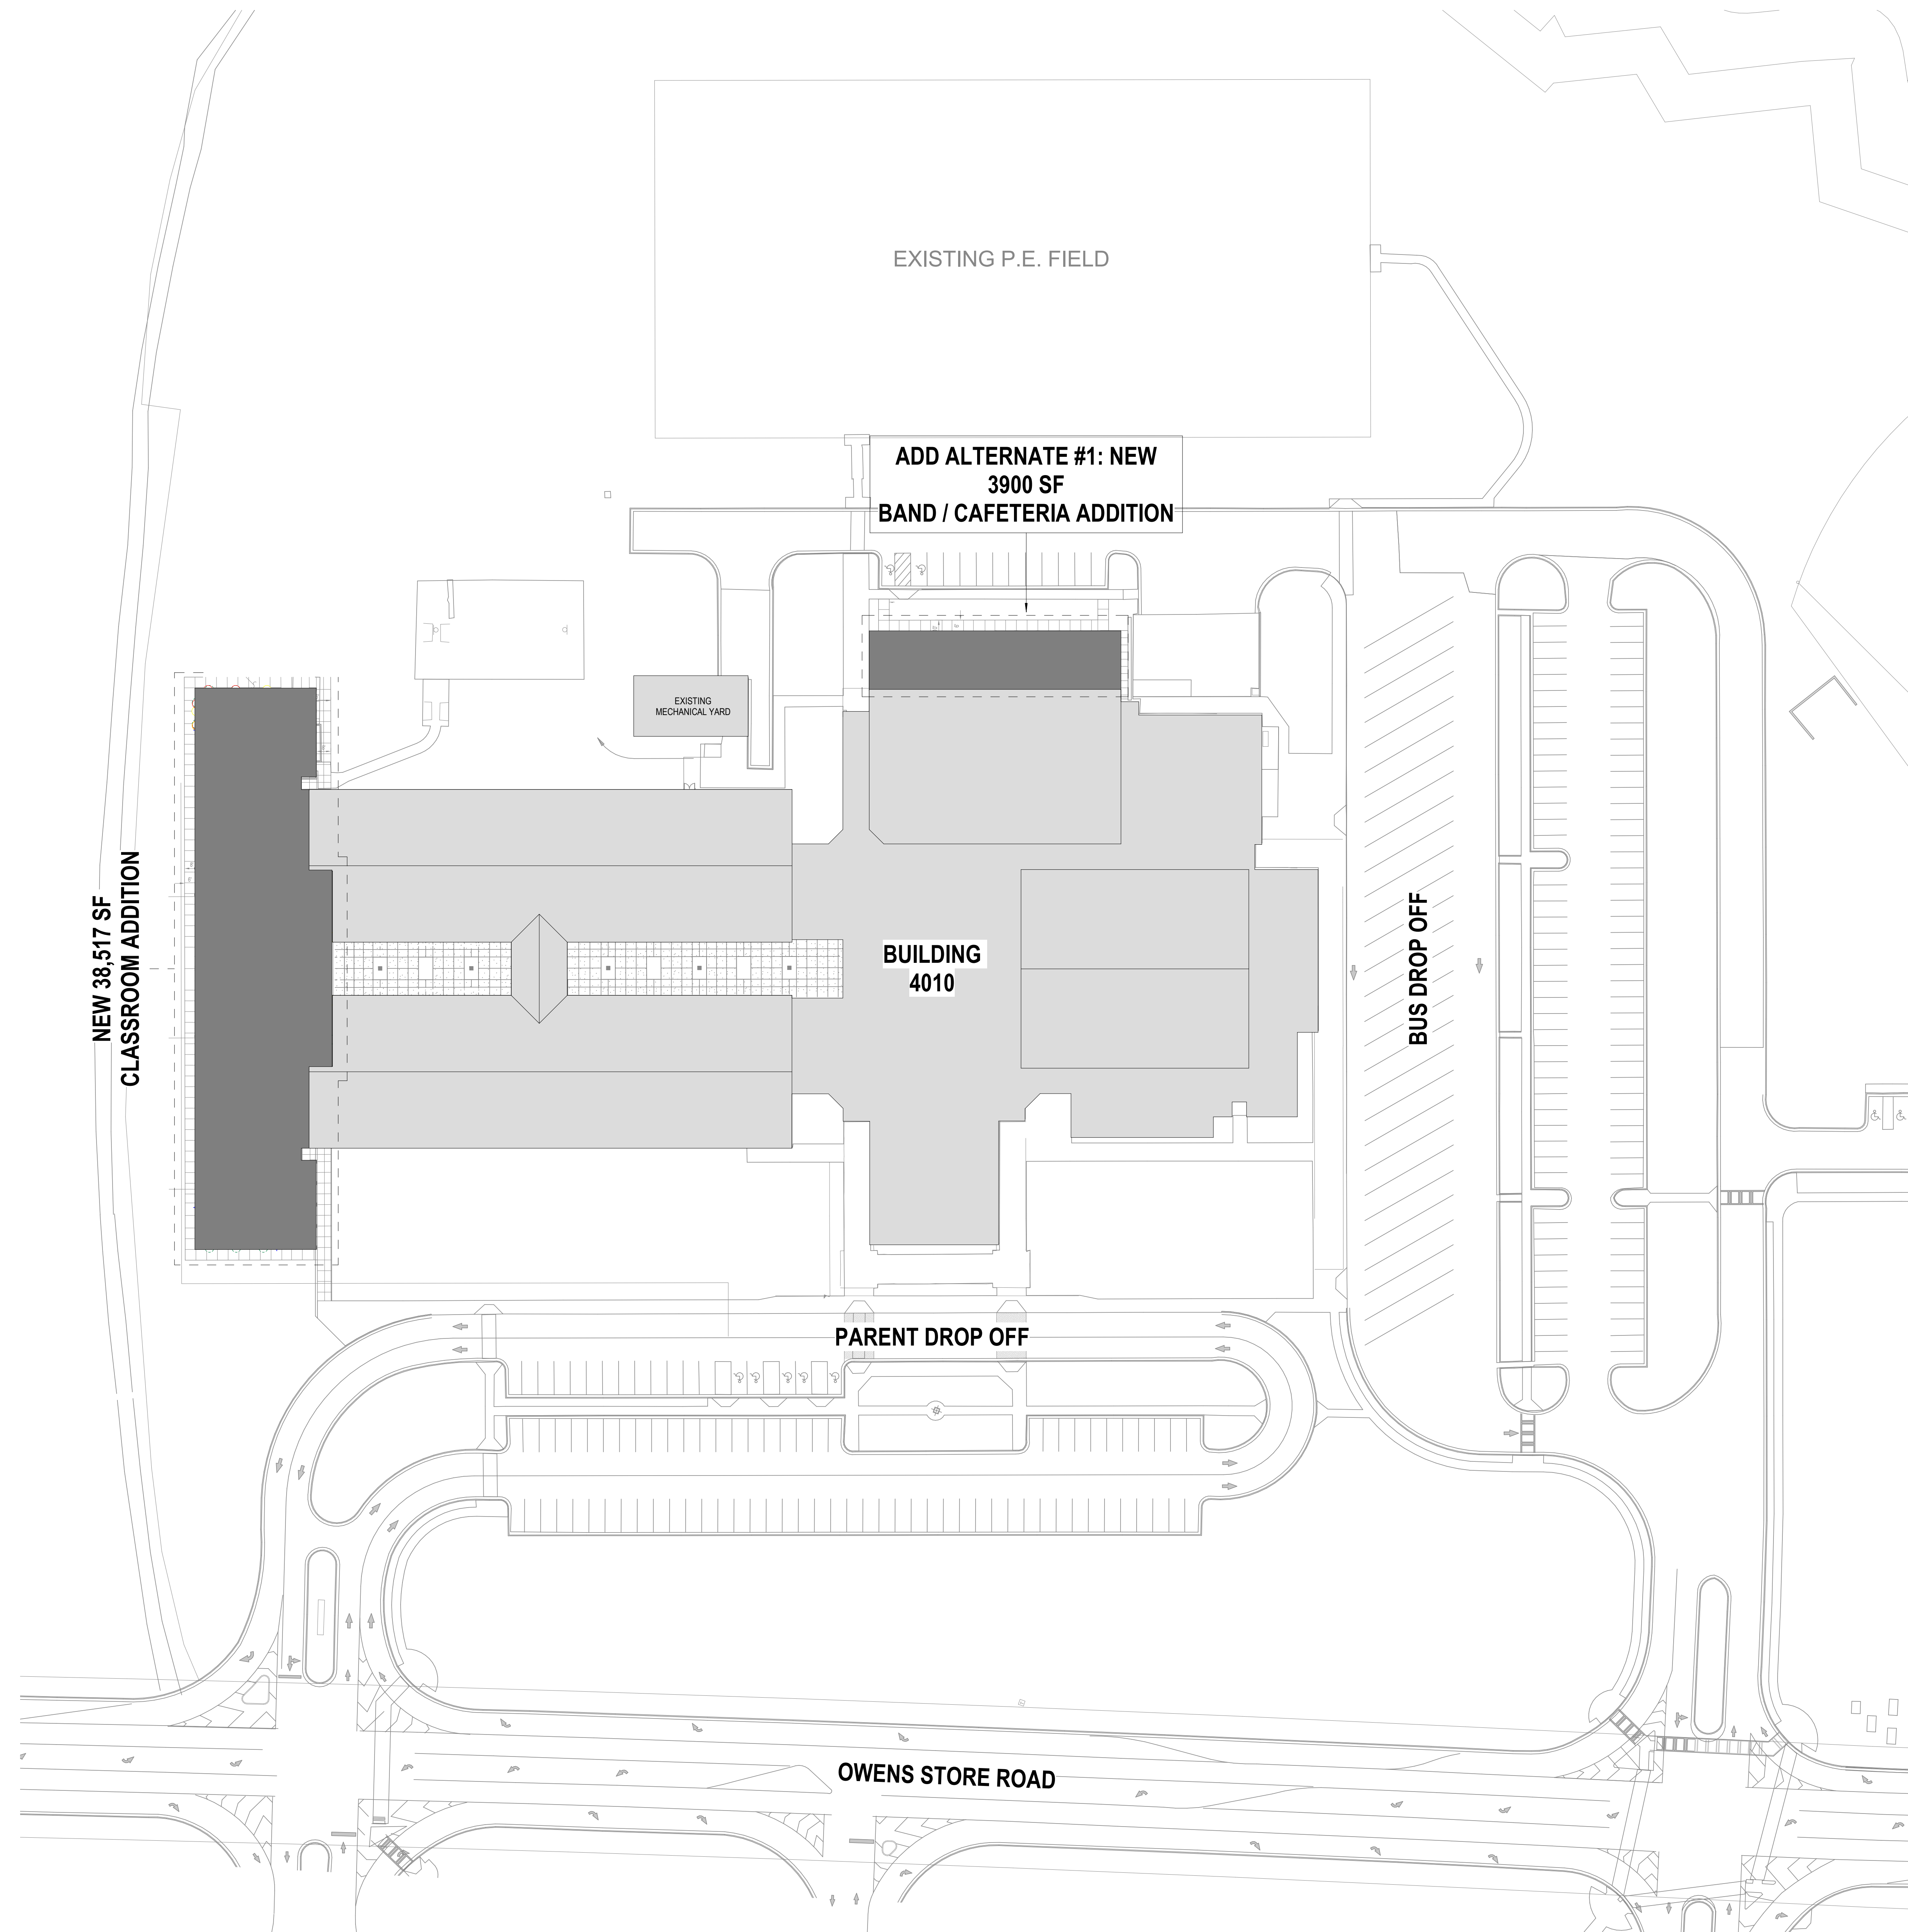 EXISTING P.E. FIELD
ADD ALTERNATE #1: NEW
3900 SF
BAND / CAFETERIA ADDITION
EXISTING
MECHANICAL YARD
NEW 38,517 SF
CLASSROOM ADDITION
BUILDING
4010
BUS DROP OFF
PARENT DROP OFF
OWENS STORE ROAD